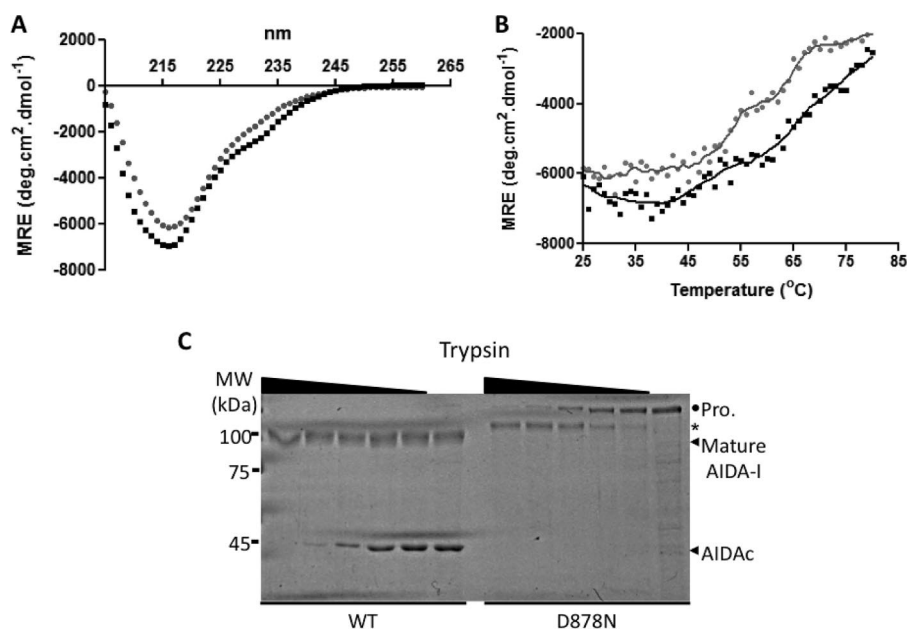 A
nm
2000
0
215
225
235
245
255
265
-2000
-4000
-6000
-8000
MRE (deg.cm².dmol⁻¹)
B
-2000
-4000
-6000
-8000
MRE (deg.cm².dmol⁻¹)
25
35
45
55
65
75
85
Temperature (°C)
C
Trypsin
MW
(kDa)
100
75
45
Pro.
*
Mature
AIDA-I
AIDAc
WT
D878N